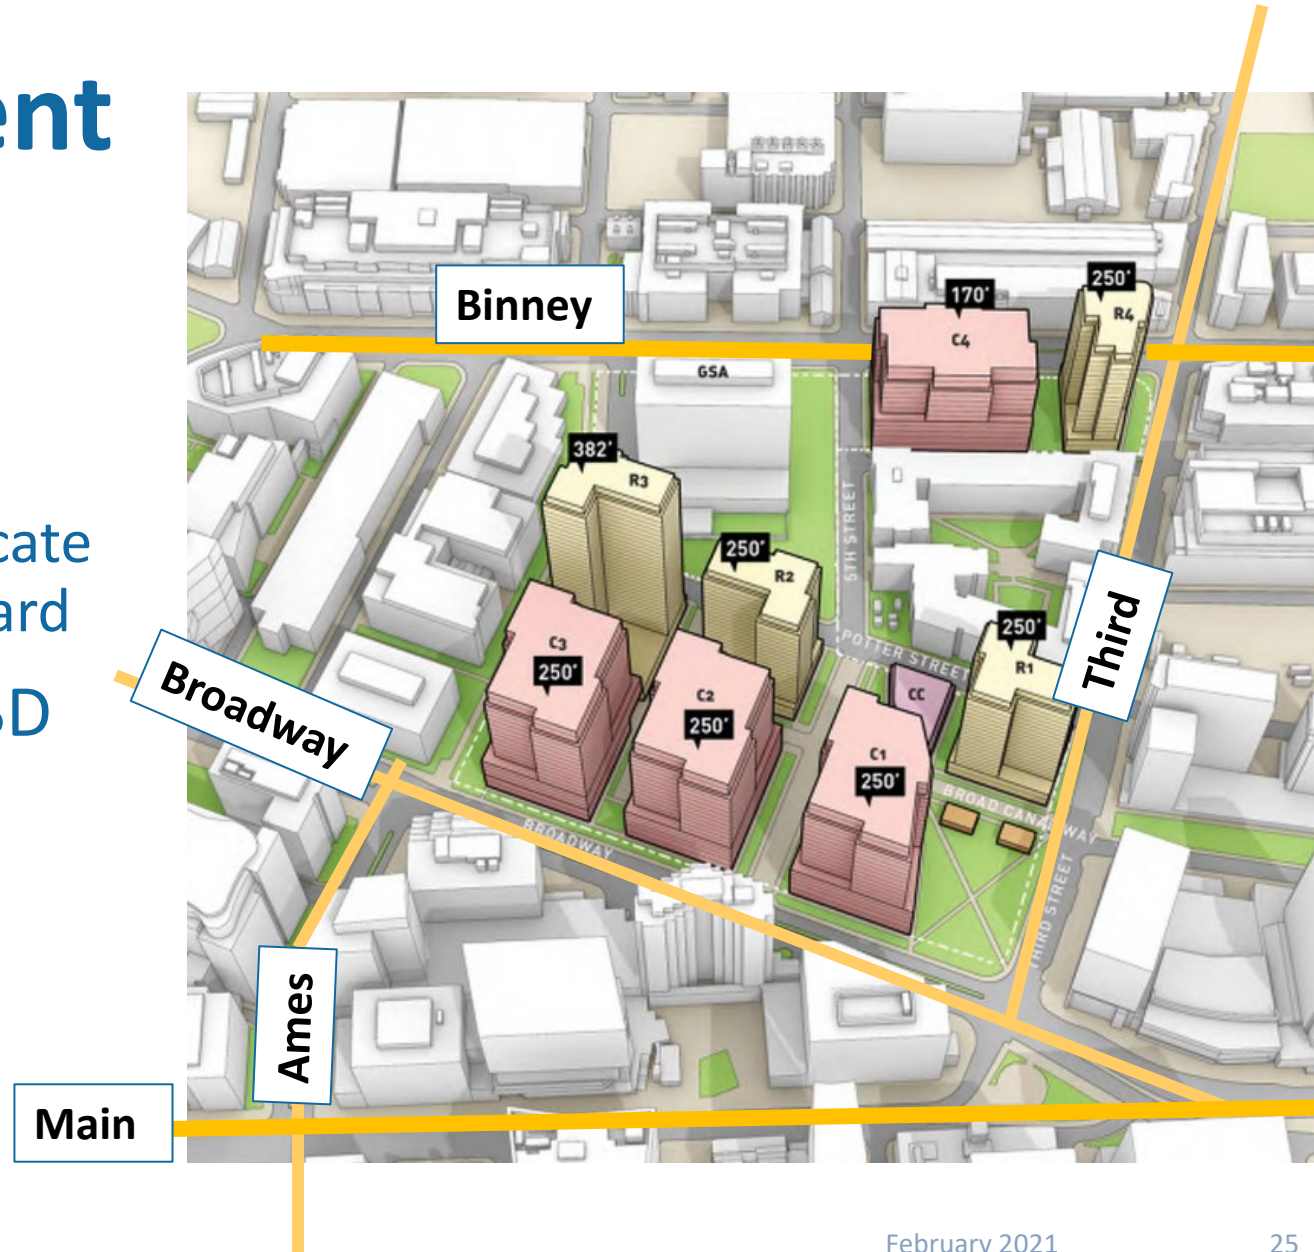 ent
Binney
250'
170'
R4
C4
GSA
382'
R3
cate
5TH STREET
250'
R2
ard
Third
250'
POTTER STREET
C3
R1
Broadway
250'
CC
C2
BD
250'
C1
250'
BROAD CANAL WAY
BROADWAY
THIRD STREET
Ames
Main
February 2021
25